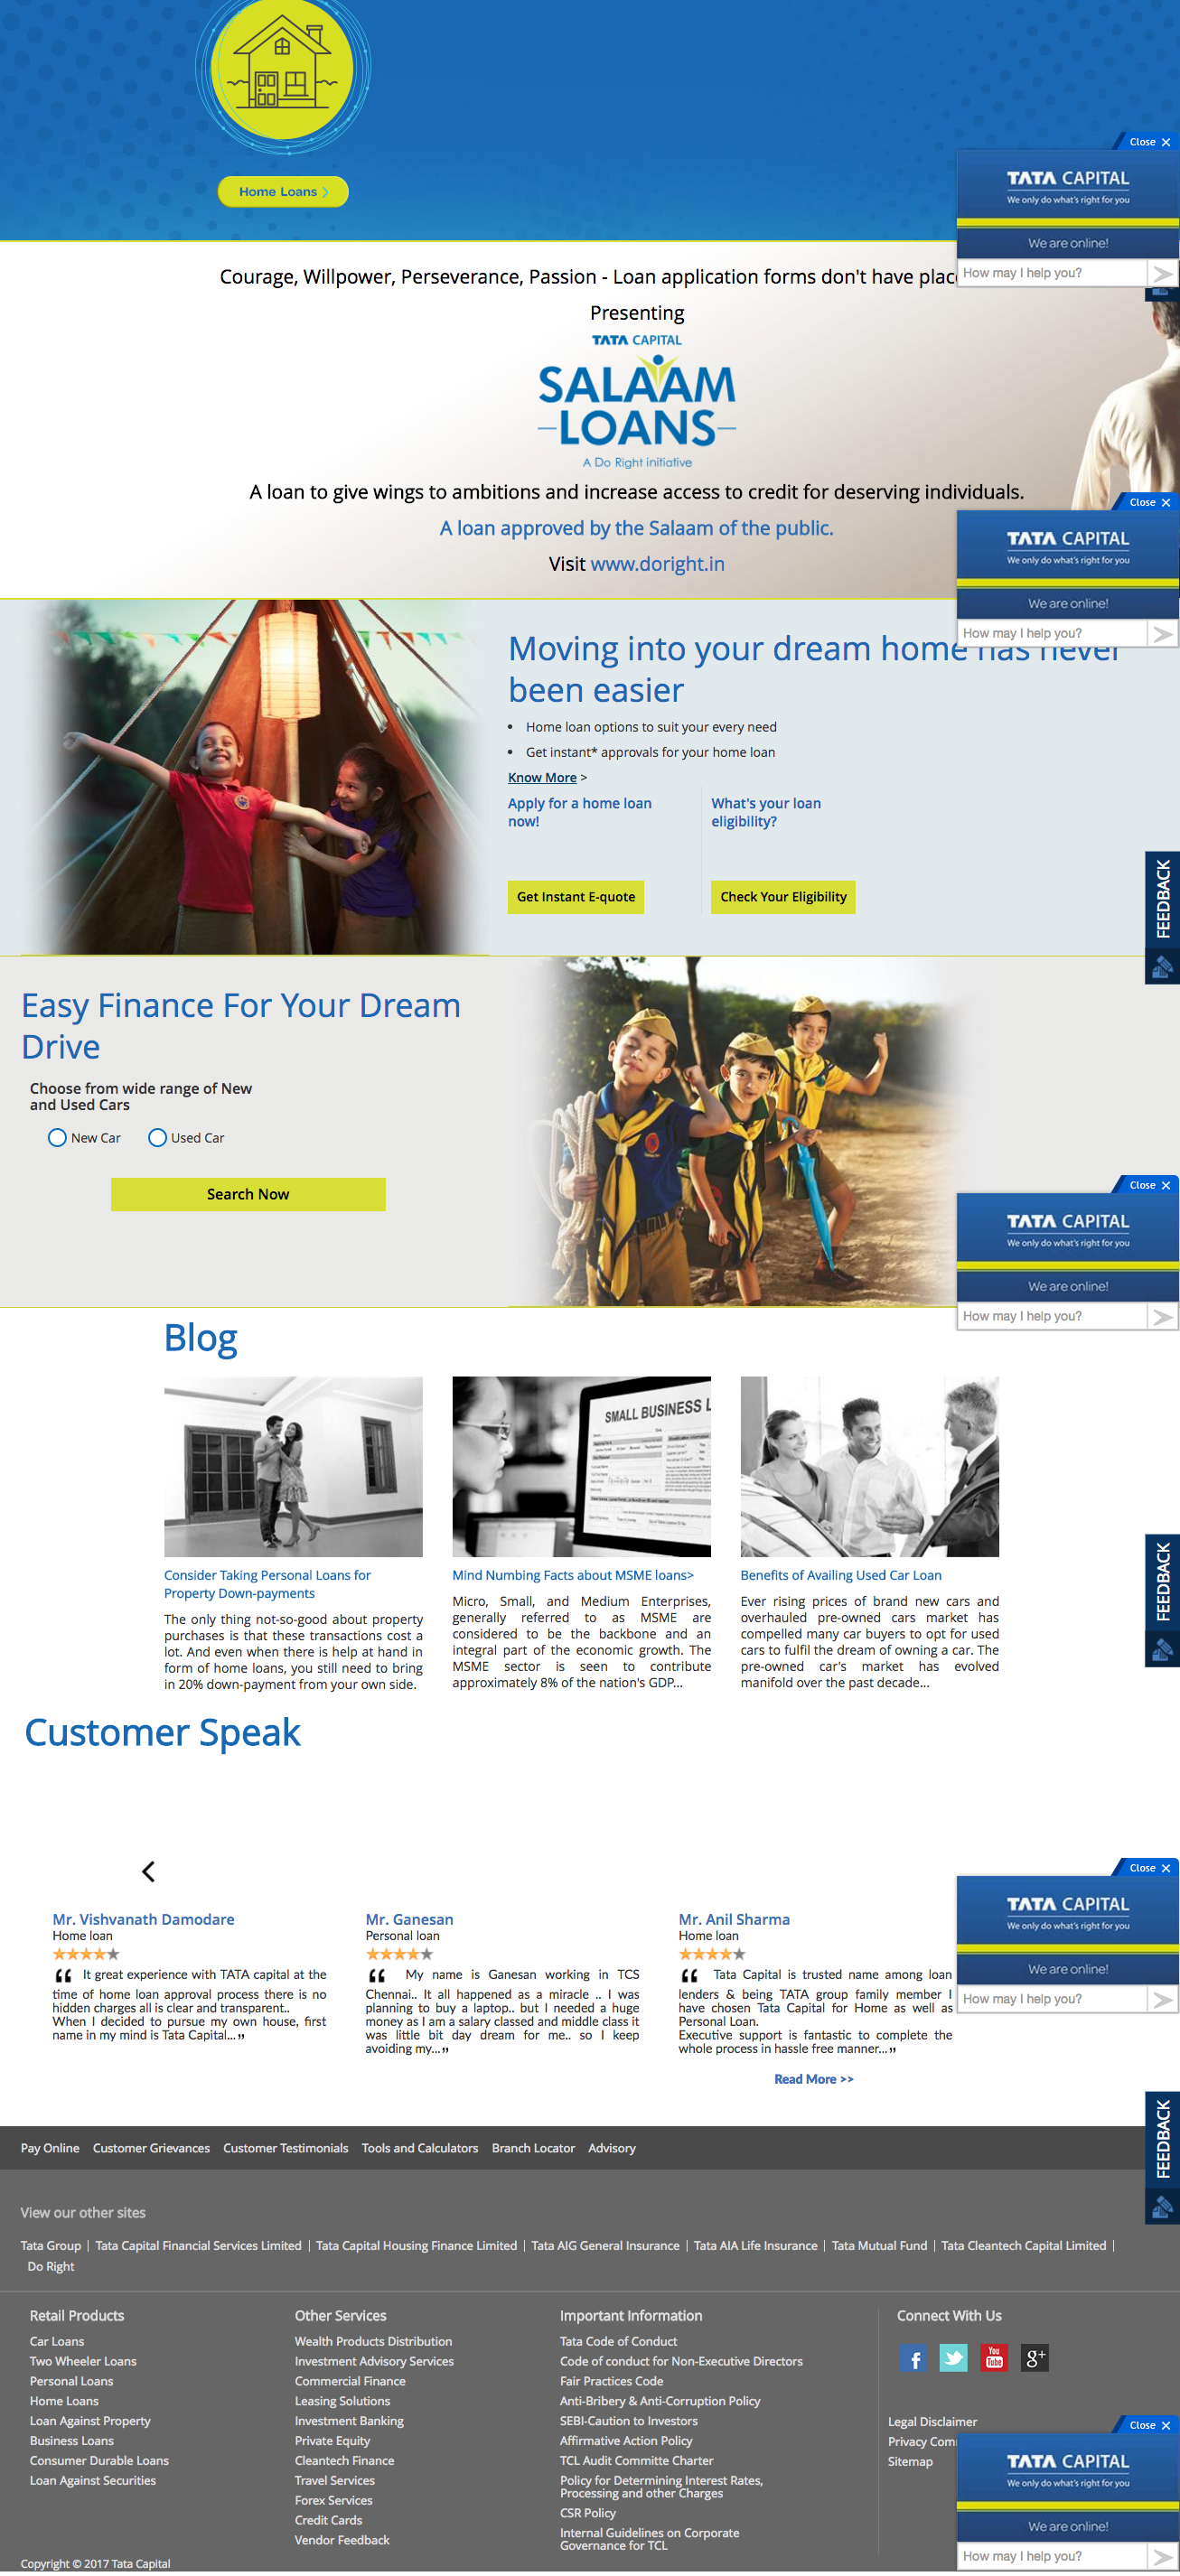 Home Loans >
Close X
TATA CAPITAL
We only do what's right for you
We are online!
How may I help you?
Courage, Willpower, Perseverance, Passion - Loan application forms don't have
Presenting
TATA CAPITAL
SALAAM
LOANS
A Do Right initiative
A loan to give wings to ambitions and increase access to credit for deserving individuals.
A loan approved by the Salaam of the public.
Visit www.doright.in
Close X
TATA CAPITAL
We only do what's right for you
We are online!
How may I help you?
Moving into your dream home has never
been easier
• Home loan options to suit your every need
• Get instant* approvals for your home loan
Know More >
Apply for a home loan
now!
What's your loan
eligibility?
Get Instant E-quote
Check Your Eligibility
FEEDBACK
Easy Finance For Your Dream
Drive
Choose from wide range of New
and Used Cars
New Car
Used Car
Search Now
Close X
TATA CAPITAL
We only do what's right for you
We are online!
How may I help you?
Blog
SMALL BUSINESS L
Consider Taking Personal Loans for
Property Down-payments
The only thing not-so-good about property
purchases is that these transactions cost a
lot. And even when there is help at hand in
form of home loans, you still need to bring
in 20% down-payment from your own side.
Mind Numbing Facts about MSME loans>
Micro, Small, and Medium Enterprises,
generally referred to as MSME are
considered to be the backbone and an
integral part of the economic growth. The
MSME sector is seen to contribute
approximately 8% of the nation's GDP...
Benefits of Availing Used Car Loan
Ever rising prices of brand new cars and
overhauled pre-owned cars market has
compelled many car buyers to opt for used
cars to fulfil the dream of owning a car. The
pre-owned car's market has evolved
manifold over the past decade...
FEEDBACK
Customer Speak
Mr. Vishvanath Damodare
Home loan
“ It great experience with TATA capital at the
time of home loan approval process there is no
hidden charges all is clear and transparent..
When I decided to pursue my own house, first
name in my mind is Tata Capital...”
Mr. Ganesan
Personal loan
“ My name is Ganesan working in TCS
Chennai.. It all happened as a miracle .. I was
planning to buy a laptop.. but I needed a huge
money as I am a salary classed and middle class it
was little bit day dream for me.. so I keep
avoiding my...”
Mr. Anil Sharma
Home loan
“ Tata Capital is trusted name among loan
lenders & being TATA group family member I
have chosen Tata Capital for Home as well as
Personal Loan.
Executive support is fantastic to complete the
whole process in hassle free manner...”
Read More >>
Close X
TATA CAPITAL
We only do what's right for you
We are online!
How may I help you?
FEEDBACK
Pay Online Customer Grievances Customer Testimonials Tools and Calculators Branch Locator Advisory
View our other sites
Tata Group | Tata Capital Financial Services Limited | Tata Capital Housing Finance Limited | Tata AIG General Insurance | Tata AIA Life Insurance | Tata Mutual Fund | Tata Cleantech Capital Limited |
Do Right
Retail Products
Car Loans
Two Wheeler Loans
Personal Loans
Home Loans
Loan Against Property
Business Loans
Consumer Durable Loans
Loan Against Securities
Other Services
Wealth Products Distribution
Investment Advisory Services
Commercial Finance
Leasing Solutions
Investment Banking
Private Equity
Cleantech Finance
Travel Services
Forex Services
Credit Cards
Vendor Feedback
Important Information
Tata Code of Conduct
Code of conduct for Non-Executive Directors
Fair Practices Code
Anti-Bribery & Anti-Corruption Policy
SEBI-Caution to Investors
Affirmative Action Policy
TCL Audit Committe Charter
Policy for Determining Interest Rates,
Processing and other Charges
CSR Policy
Internal Guidelines on Corporate
Governance for TCL
Connect With Us
f
You
Tube
g+
Legal Disclaimer
Privacy
Sitemap
Close X
TATA CAPITAL
We only do what's right for you
We are online!
How may I help you?
Copyright © 2017 Tata Capital